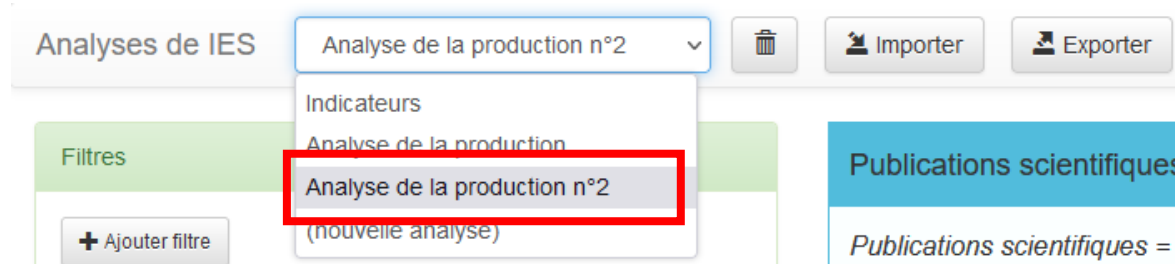 Analyses de IES
Analyse de la production n°2
Importer
Exporter
Indicateurs
Analyse de la production
Analyse de la production n°2
(nouvelle analyse)
Filtres
Ajouter filtre
Publications scientifiques
Publications scientifiques =